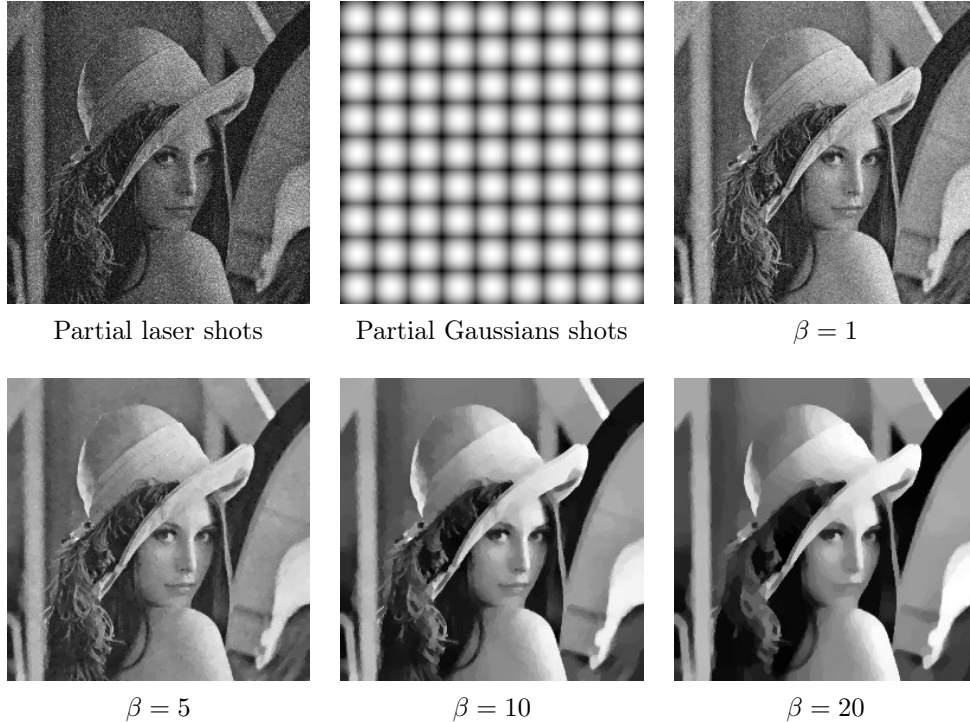 Partial laser shots
Partial Gaussians shots
β = 1
β = 5
β = 10
β = 20